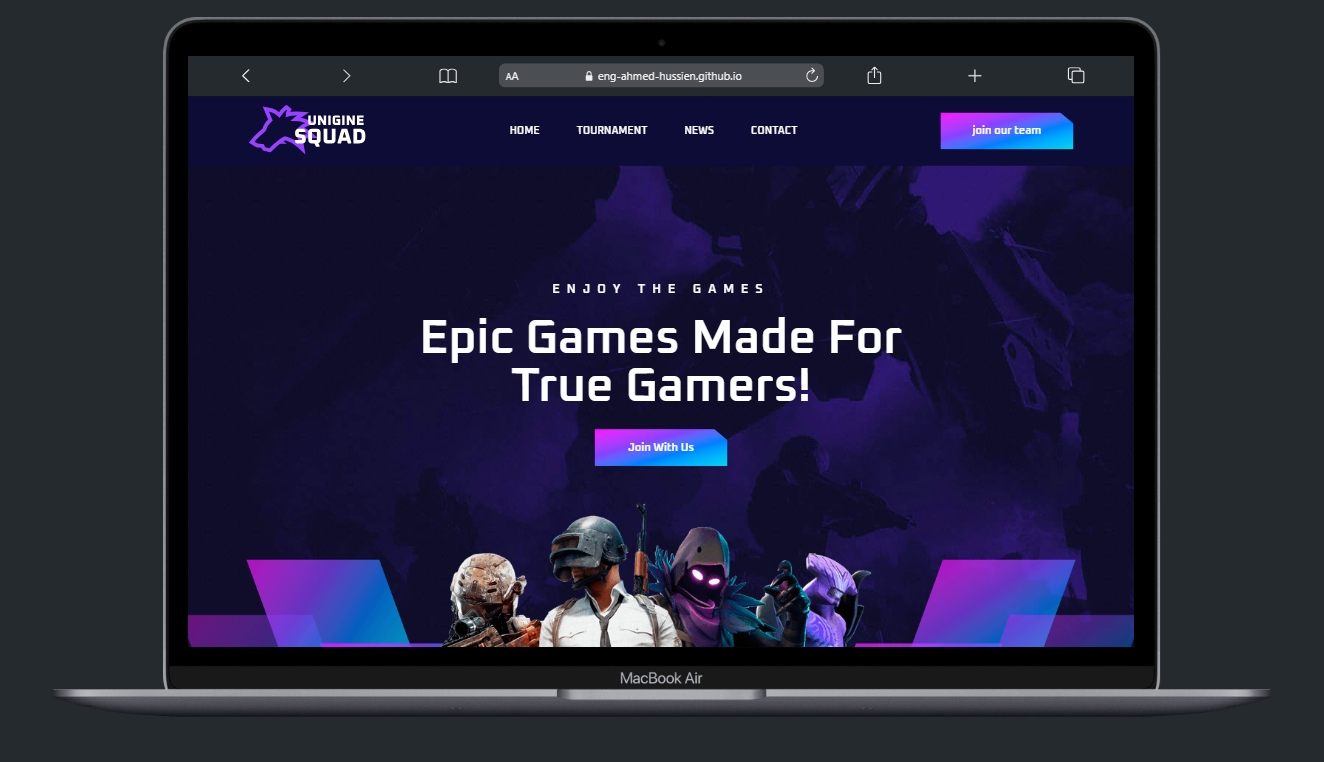 AA eng-ahmed-hussien.github.io
UNIGINE
SQUAD
HOME TOURNAMENT NEWS CONTACT
join our team
ENJOY THE GAMES
Epic Games Made For
True Gamers!
Join With Us
MacBook Air